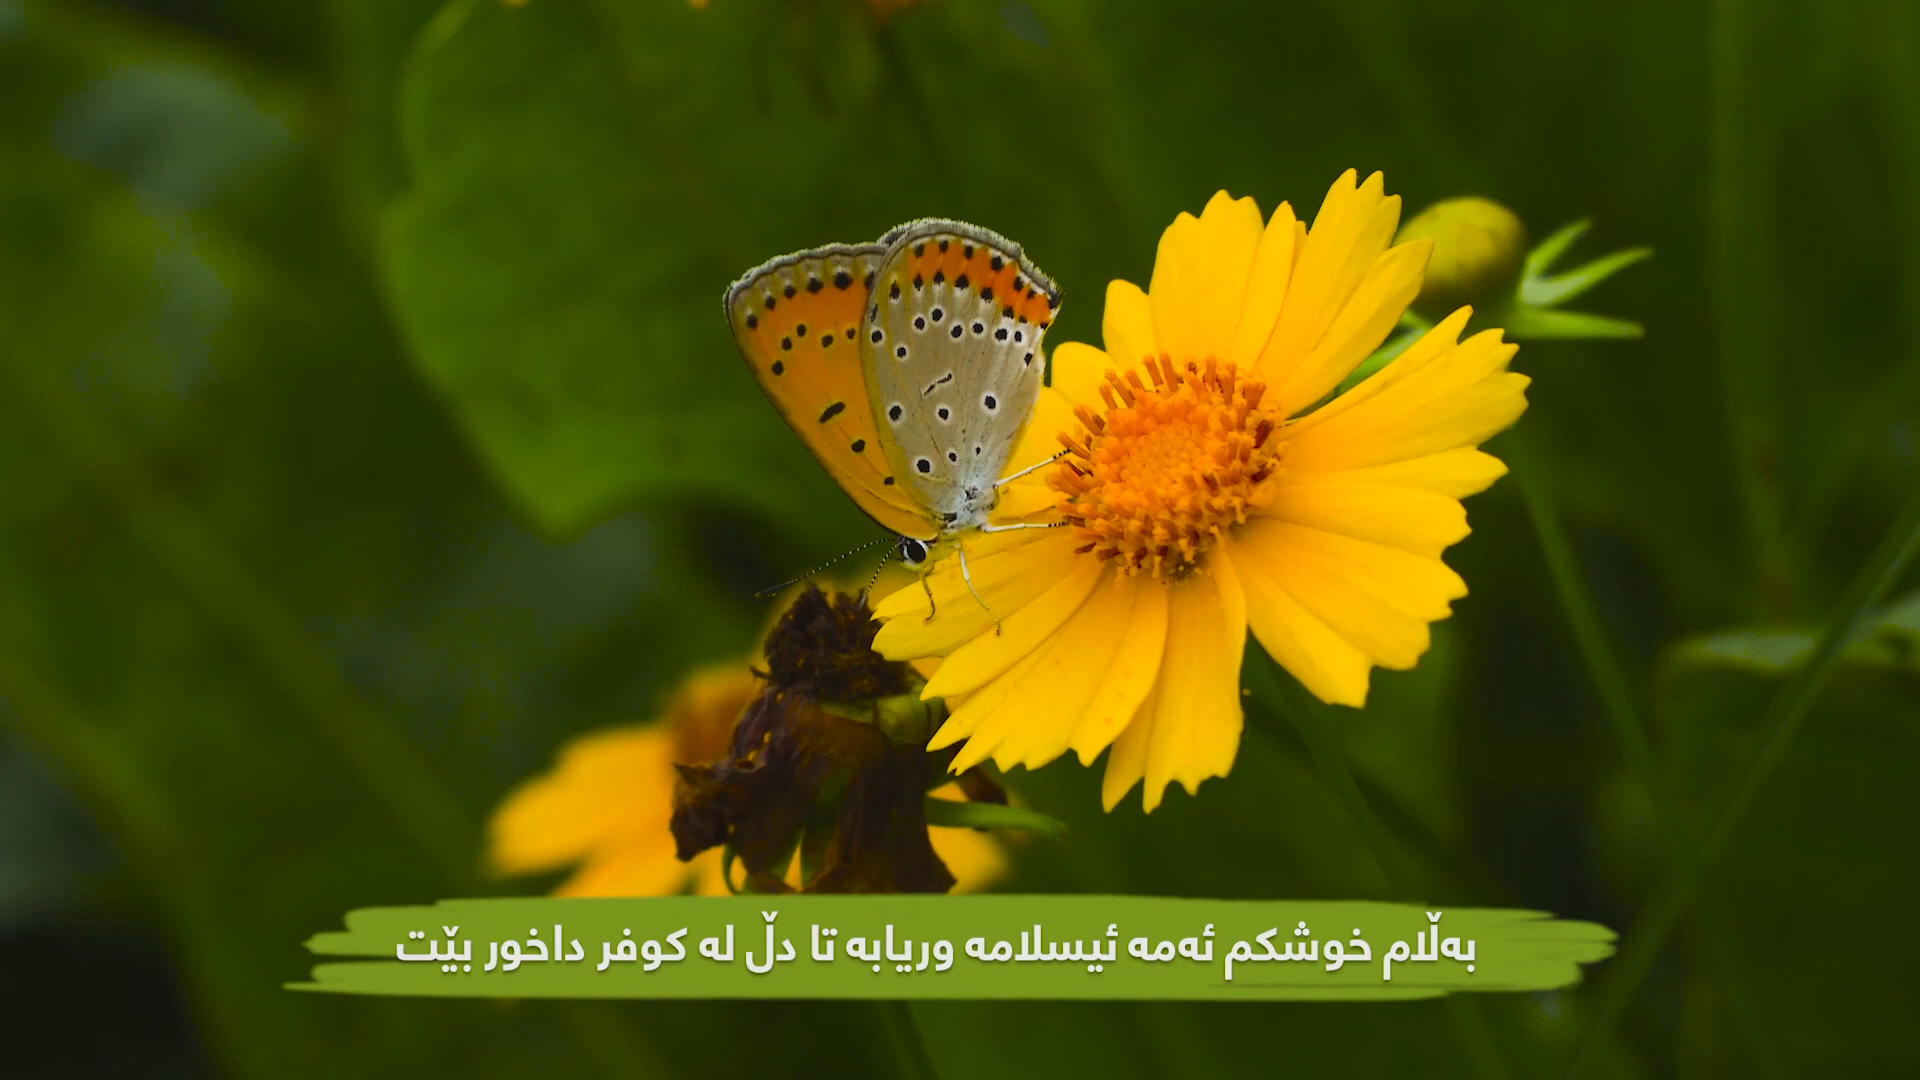 بەڵام خوشکم ئەمە ئیسلامە وریابە تا دڵ لە کوفر داخور بێت